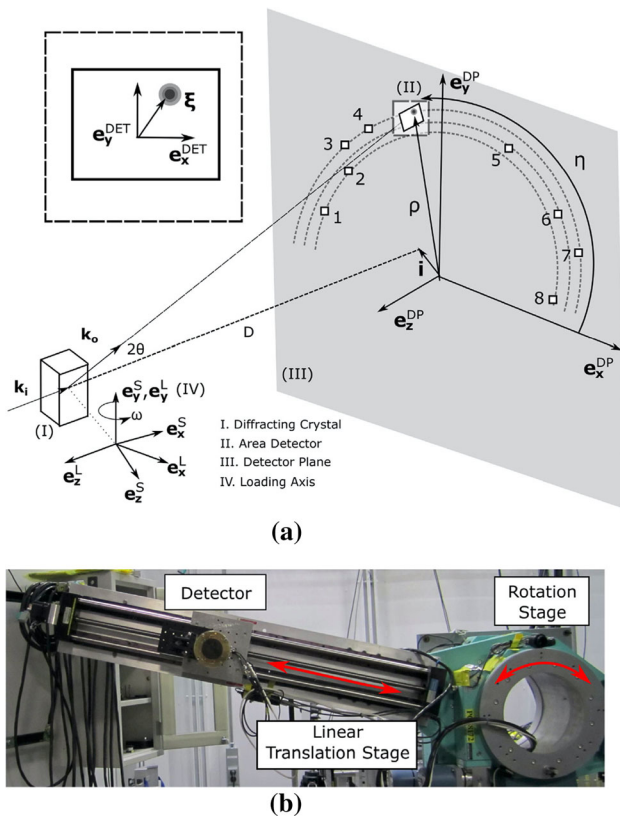 (a)
ξ
e_y^DET
e_x^DET
(II)
e_y^DP
η
4
3
2
1
5
6
7
8
ρ
i
e_z^DP
e_x^DP
D
k_o
2θ
k_i
(I)
(III)
e_y^S, e_y^L (IV)
ω
e_x^S
e_x^L
e_z^L
e_z^S
I. Diffracting Crystal
II. Area Detector
III. Detector Plane
IV. Loading Axis
(a)
Detector
Rotation
Stage
Linear
Translation Stage
(b)